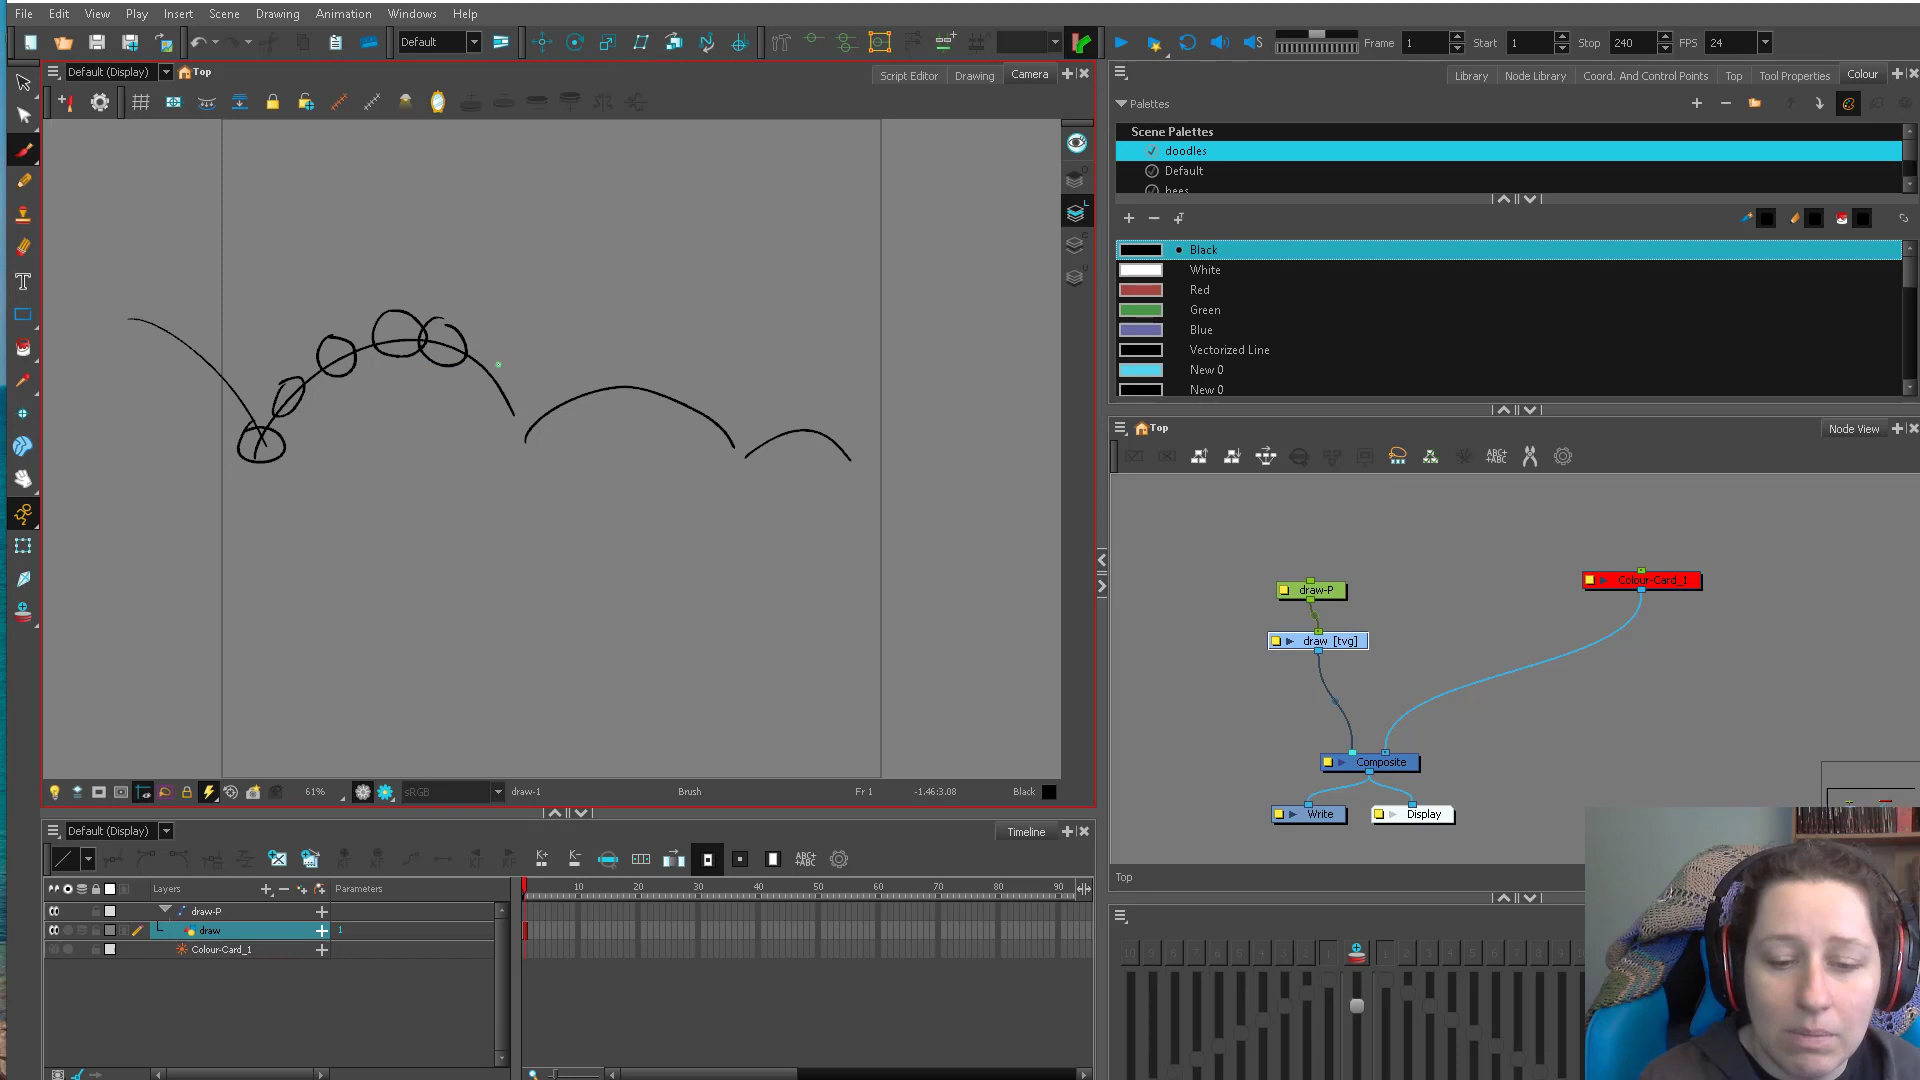 File Edit View Play Insert Scene Drawing Animation Windows Help
Default Frame 1 Start 1 Stop 240 FPS 24
Default (Display) Top Script Editor Drawing Camera
Library Node Library Coord. And Control Points Top Tool Properties Colour
Palettes
Scene Palettes
doodles
Default
bees
Black
White
Red
Green
Blue
Vectorized Line
New 0
New 0
Top Node View
ABC+
ABC
draw-P
Colour-Card_1
draw [tvg]
Composite
Write Display
Top
61% sRGB draw-1 Brush Fr 1 -1.46:3.08 Black
Default (Display) Timeline
Layers Parameters 10 20 30 40 50 60 70 80 90
draw-P
draw 1
Colour-Card_1